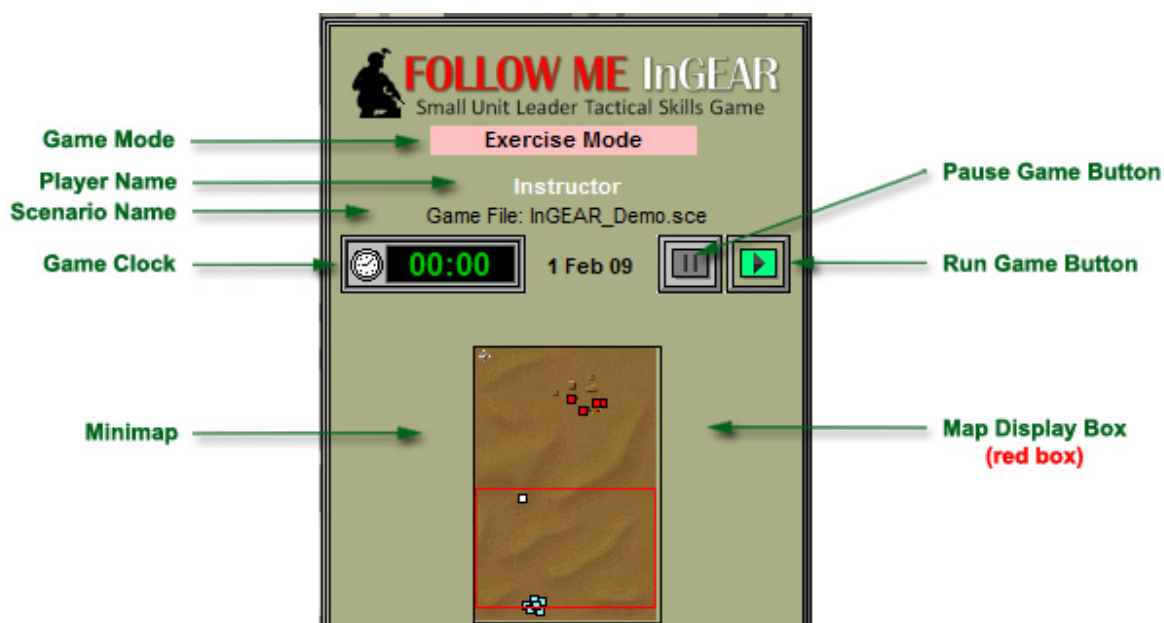 FOLLOW ME InGEAR
Small Unit Leader Tactical Skills Game
Game Mode
Exercise Mode
Player Name
Instructor
Pause Game Button
Scenario Name
Game File: InGEAR_Demo.sce
Game Clock
00:00
1 Feb 09
Run Game Button
Minimap
Map Display Box
(red box)